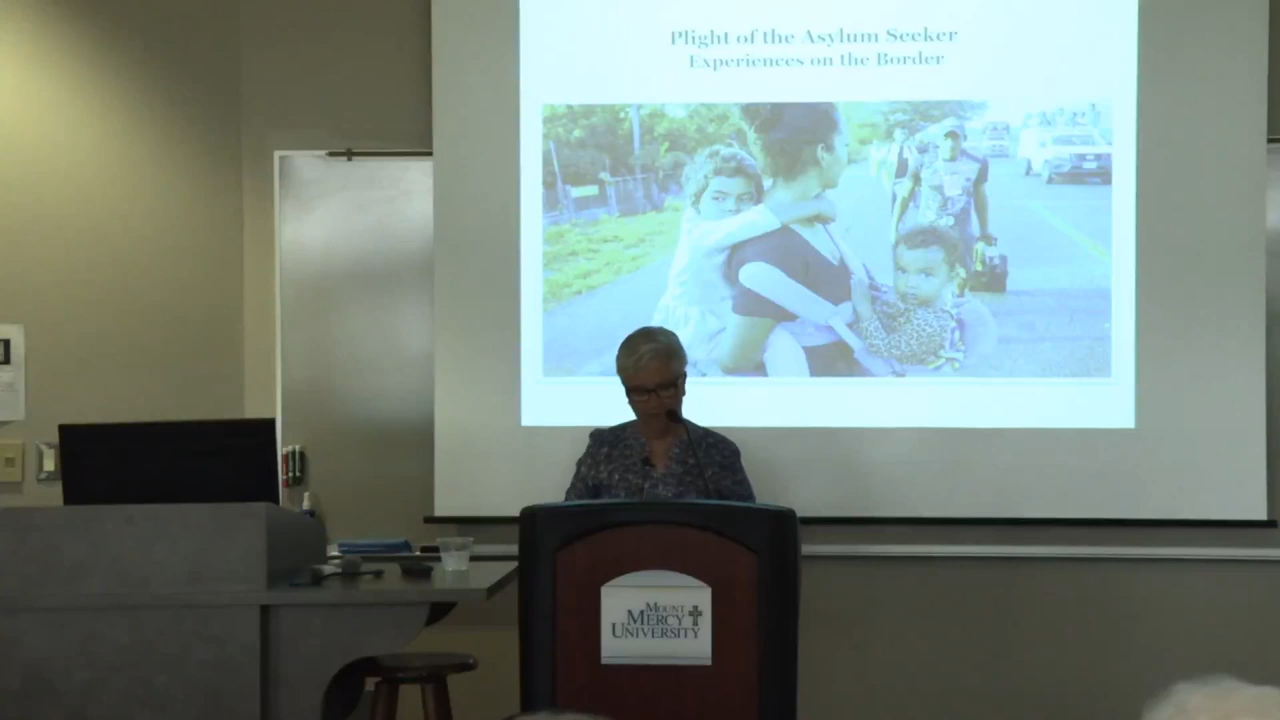 Plight of the Asylum Seeker
Experiences on the Border
MOUNT
MERCY
UNIVERSITY